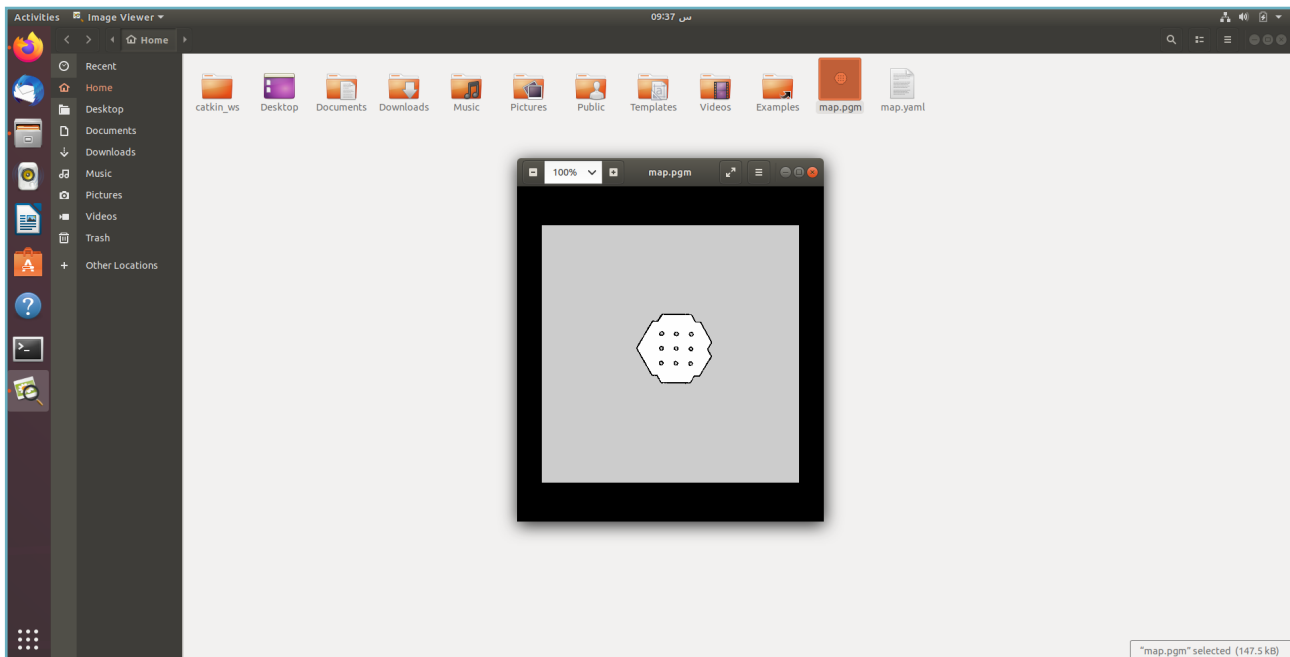 Activities Image Viewer 09:37 س
Home
Recent
Home
Desktop
Documents
Downloads
Music
Pictures
Videos
Trash
+ Other Locations
catkin_ws Desktop Documents Downloads Music Pictures Public Templates Videos Examples map.pgm map.yaml
100% map.pgm
"map.pgm" selected (147.5 kB)